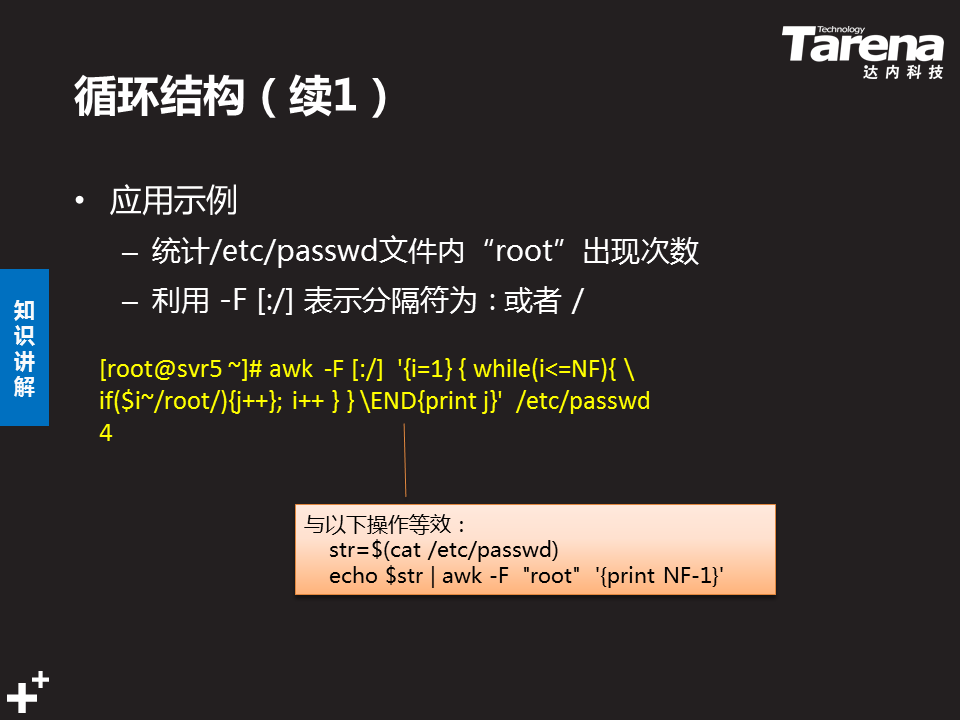 Technology
Tarena
达内科技
循环结构（续1）
• 应用示例
– 统计/etc/passwd文件内“root”出现次数
– 利用 -F [:/] 表示分隔符为 : 或者 /
知识讲解
[root@svr5 ~]# awk -F [:/] '{i=1} { while(i<=NF){ \
if($i~/root/){j++}; i++ } } \END{print j}' /etc/passwd
4
与以下操作等效：
str=$(cat /etc/passwd)
echo $str | awk -F "root" '{print NF-1}'